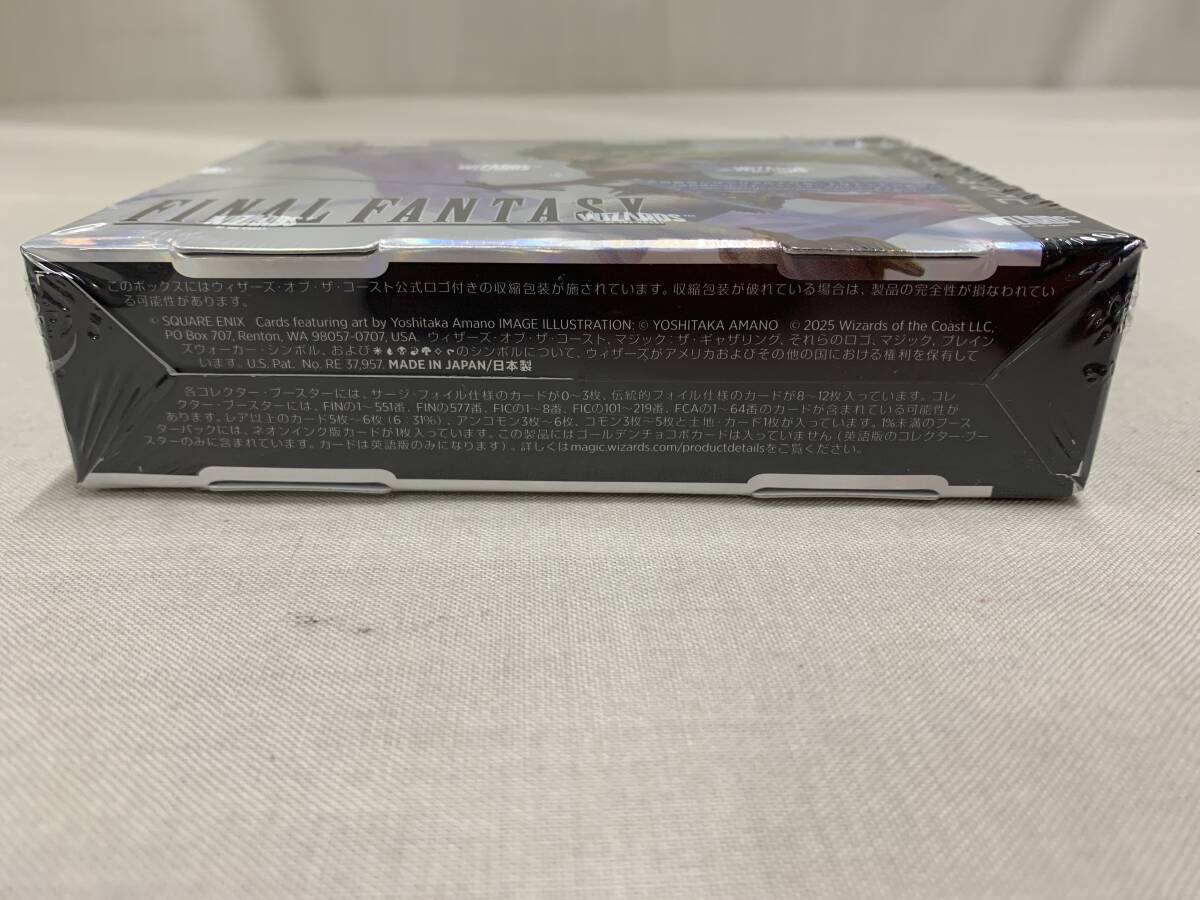 FINAL FANTASY
WIZARDS
WIZARDS™
このボックスにはウィザーズ・オブ・ザ・コースト公式ロゴ付きの収縮包装が施されています。収縮包装が破れている場合は、製品の完全性が損なわれてい
る可能性があります。
© SQUARE ENIX Cards featuring art by Yoshitaka Amano IMAGE ILLUSTRATION: © YOSHITAKA AMANO © 2025 Wizards of the Coast LLC,
PO Box 707, Renton, WA 98057-0707, USA. ウィザーズ・オブ・ザ・コースト、マジック：ザ・ギャザリング、それらのロゴ、マジック、プレイン
ズウォーカー・シンボル、および のシンボルについて、ウィザーズがアメリカおよびその他の国における権利を保有して
います。U.S. Pat. No. RE 37,957. MADE IN JAPAN/日本製
各コレクター・ブースターには、サージ・フォイル仕様のカードが0～3枚、伝統的フォイル仕様のカードが8～12枚入っています。コレ
クター・ブースターには、FINの1～551番、FINの577番、FICの1～8番、FICの101～219番、FCAの1～64番のカードが含まれている可能性が
あります。レア以上のカード5枚～6枚（6：31%）、アンコモン3枚～6枚、コモン3枚～5枚と土地・カード1枚が入っています。1%未満のブース
ターパックには、ネオンインク版カードが1枚入っています。この製品にはゴールデンチョコボカードは入っていません（英語版のコレクター・ブー
スターのみに含まれています。カードは英語版のみになります）。詳しくはmagic.wizards.com/productdetailsをご覧ください。